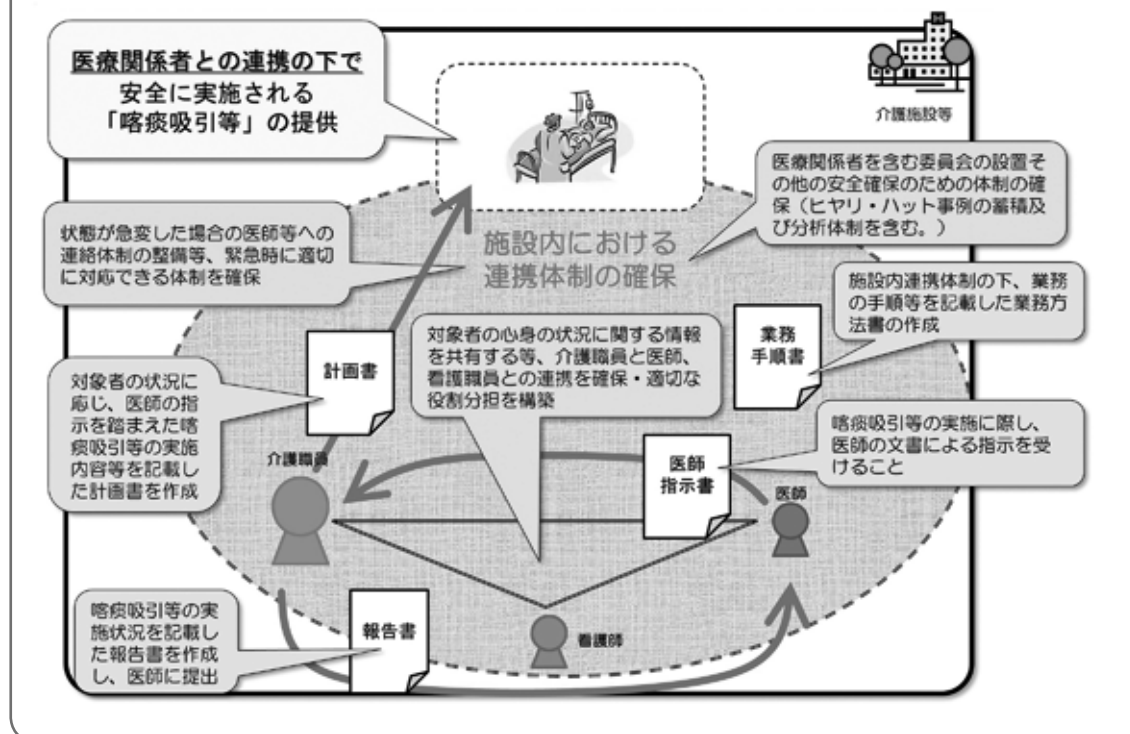 医療関係者との連携の下で
安全に実施される
「喀痰吸引等」の提供
介護施設等
医療関係者を含む委員会の設置そ
の他の安全確保のための体制の確
保（ヒヤリ・ハット事例の蓄積及
び分析体制を含む。）
状態が急変した場合の医師等への
連絡体制の整備等、緊急時に適切
に対応できる体制を確保
施設内における
連携体制の確保
施設内連携体制の下、業務
の手順等を記載した業務方
法書の作成
業務
手順書
計画書
対象者の心身の状況に関する情報
を共有する等、介護職員と医師、
看護職員との連携を確保・適切な
役割分担を構築
対象者の状況に
応じ、医師の指
示を踏まえた喀
痰吸引等の実施
内容等を記載し
た計画書を作成
喀痰吸引等の実施に際し、
医師の文書による指示を受
けること
介護職員
医師
指示書
医師
喀痰吸引等の実
施状況を記載し
た報告書を作成
し、医師に提出
報告書
看護師